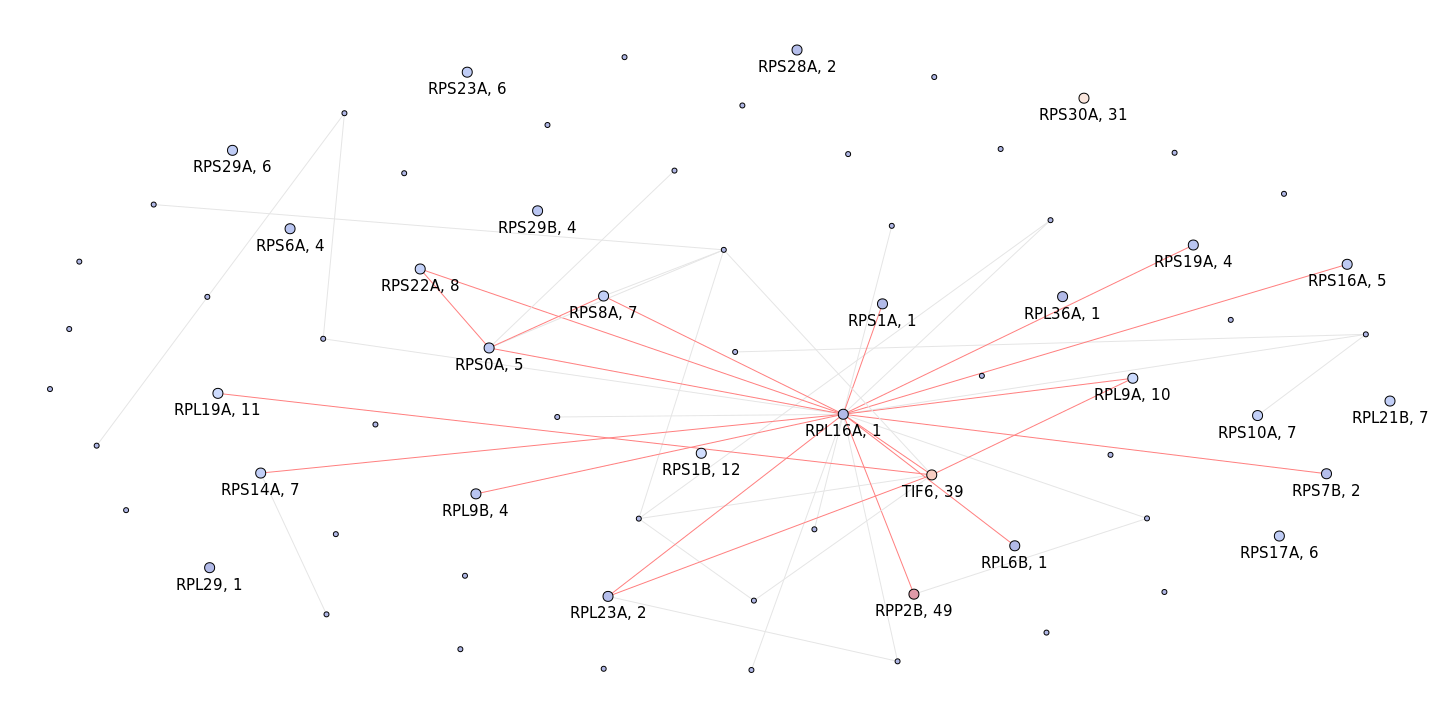 RPS28A, 2
RPS23A, 6
RPS30A, 31
RPS29A, 6
RPS29B, 4
RPS6A, 4
RPS19A, 4
RPS22A, 8
RPS16A, 5
RPS8A, 7
RPS1A, 1
RPL36A, 1
RPS0A, 5
RPL9A, 10
RPL19A, 11
RPL21B, 7
RPL16A, 1
RPS10A, 7
RPS1B, 12
RPS14A, 7
TIF6, 39
RPS7B, 2
RPL9B, 4
RPS17A, 6
RPL6B, 1
RPL29, 1
RPL23A, 2
RPP2B, 49